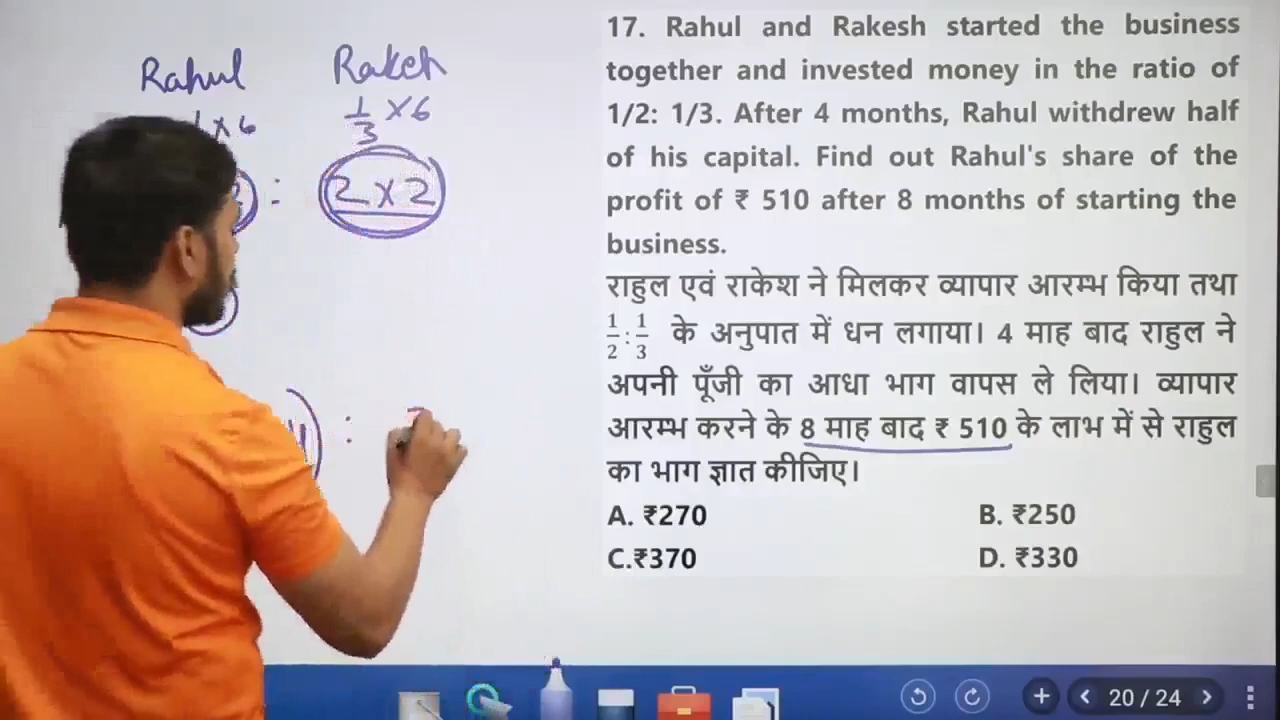 Rahul Rakeh
1/3 x 6
x 6
: 2 x 2
:
17. Rahul and Rakesh started the business
together and invested money in the ratio of
1/2: 1/3. After 4 months, Rahul withdrew half
of his capital. Find out Rahul's share of the
profit of ₹ 510 after 8 months of starting the
business.
राहुल एवं राकेश ने मिलकर व्यापार आरम्भ किया तथा
1/2 : 1/3 के अनुपात में धन लगाया। 4 माह बाद राहुल ने
अपनी पूँजी का आधा भाग वापस ले लिया। व्यापार
आरम्भ करने के 8 माह बाद ₹ 510 के लाभ में से राहुल
का भाग ज्ञात कीजिए।
A. ₹270 B. ₹250
C.₹370 D. ₹330
20 / 24